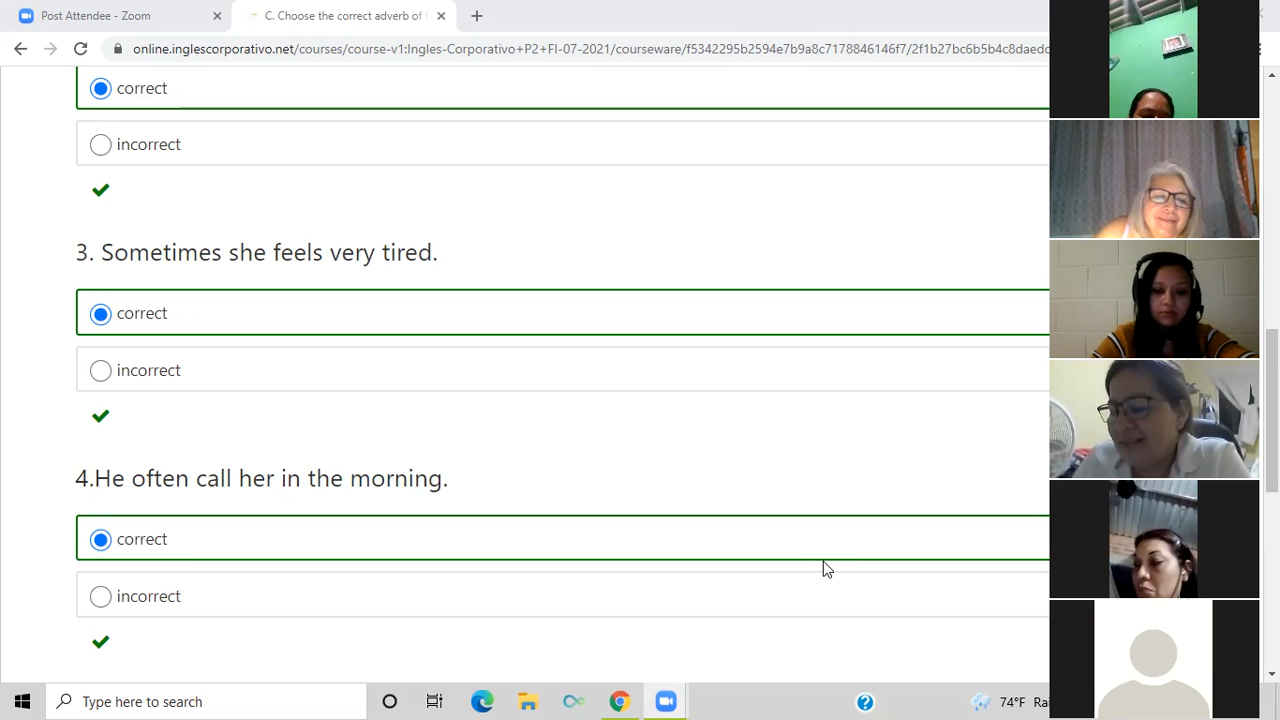 Post Attendee - Zoom
C. Choose the correct adverb of
online.inglescorporativo.net/courses/course-v1:Ingles-Corporativo+P2+FI-07-2021/courseware/f5342295b2594e7b9a8c7178846146f7/2f1b27bc6b5b4c8daedc
correct
incorrect
3. Sometimes she feels very tired.
correct
incorrect
4.He often call her in the morning.
correct
incorrect
Type here to search
74°F